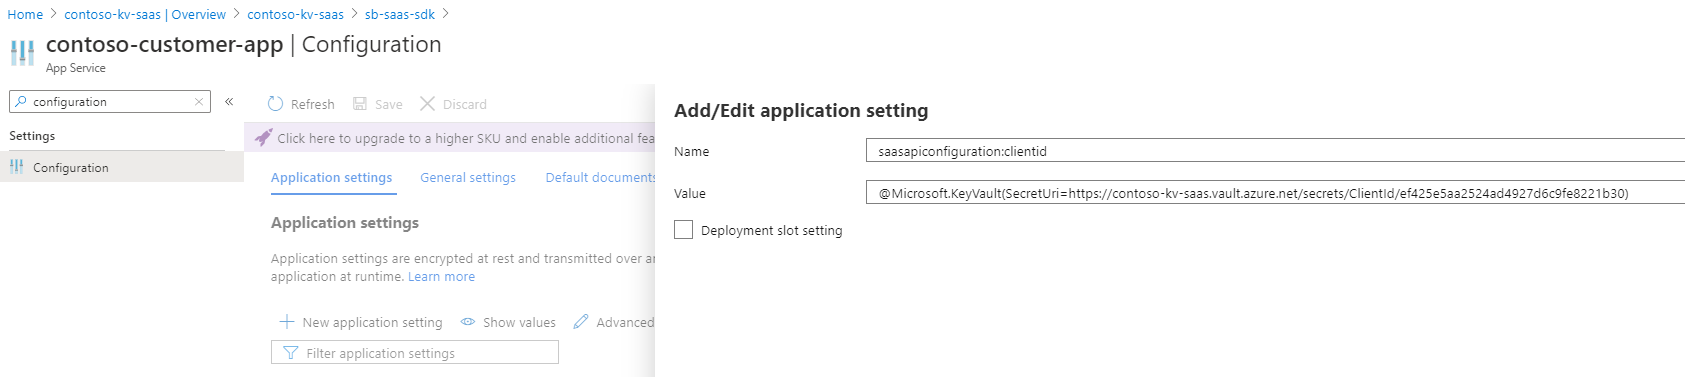 Home > contoso-kv-saas | Overview > contoso-kv-saas > sb-saas-sdk >
contoso-customer-app | Configuration
App Service
configuration
Settings
Configuration
Refresh Save Discard
Click here to upgrade to a higher SKU and enable additional fea
Application settings General settings Default documents
Application settings
Application settings are encrypted at rest and transmitted over a
application at runtime. Learn more
New application setting Show values Advanced
Filter application settings
Add/Edit application setting
Name saasapiconfiguration:clientid
Value @Microsoft.KeyVault(SecretUri=https://contoso-kv-saas.vault.azure.net/secrets/ClientId/ef425e5aa2524ad4927d6c9fe8221b30)
Deployment slot setting